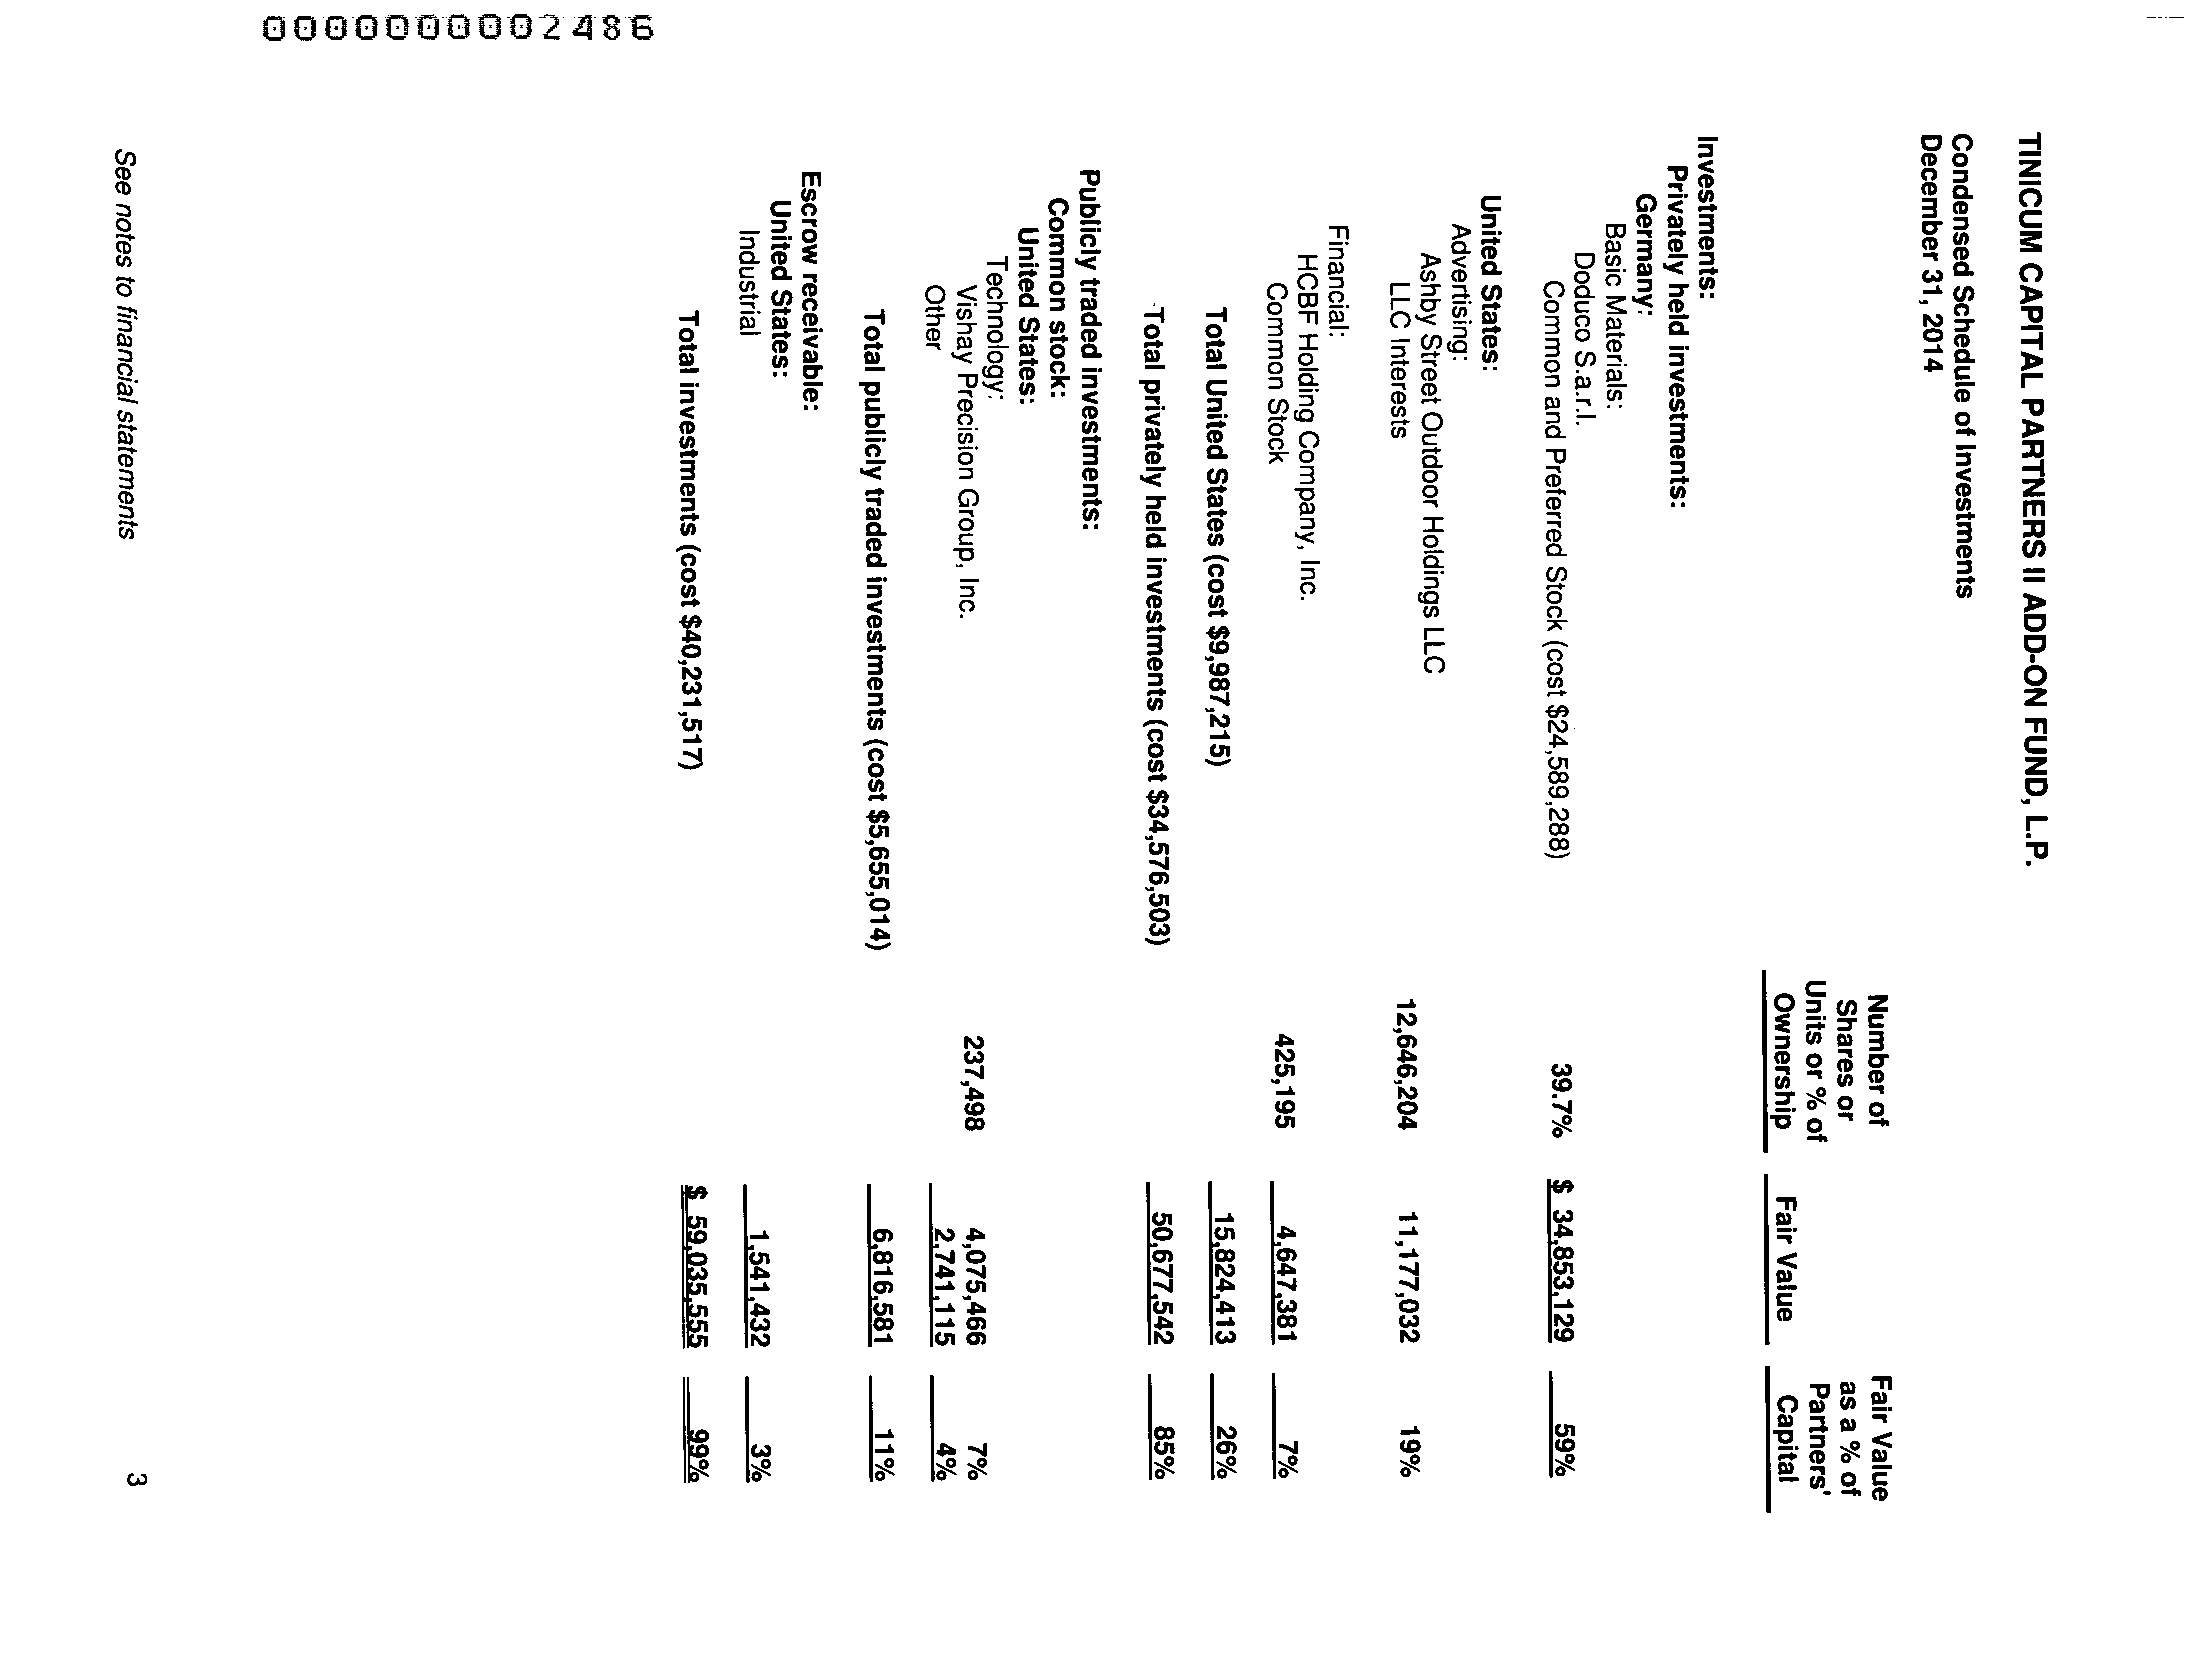 TINICUM CAPITAL PARTNERS II ADD-ON FUND, L.P.
Condensed Schedule of Investments
December 31, 2014
Number of Fair Value
Shares or as a % of
Units or % of Partners'
Ownership Fair Value Capital
Investments:
Privately held investments:
Germany:
Basic Materials:
Doduco S.a.r.l.
Common and Preferred Stock (cost $24,589,288) 39.7% $ 34,853,129 59%
United States:
Advertising:
Ashby Street Outdoor Holdings LLC
LLC Interests 12,646,204 11,177,032 19%
Financial:
HCBF Holding Company, Inc.
Common Stock 425,195 4,647,381 7%
Total United States (cost $9,987,215) 15,824,413 26%
Total privately held investments (cost $34,576,503) 50,677,542 85%
Publicly traded investments:
Common stock:
United States:
Technology:
Vishay Precision Group, Inc. 237,498 4,075,466 7%
Other 2,741,115 4%
Total publicly traded investments (cost $5,655,014) 6,816,581 11%
Escrow receivable:
United States:
Industrial 1,541,432 3%
Total investments (cost $40,231,517) $ 59,035,555 99%
See notes to financial statements 3
0000000002486